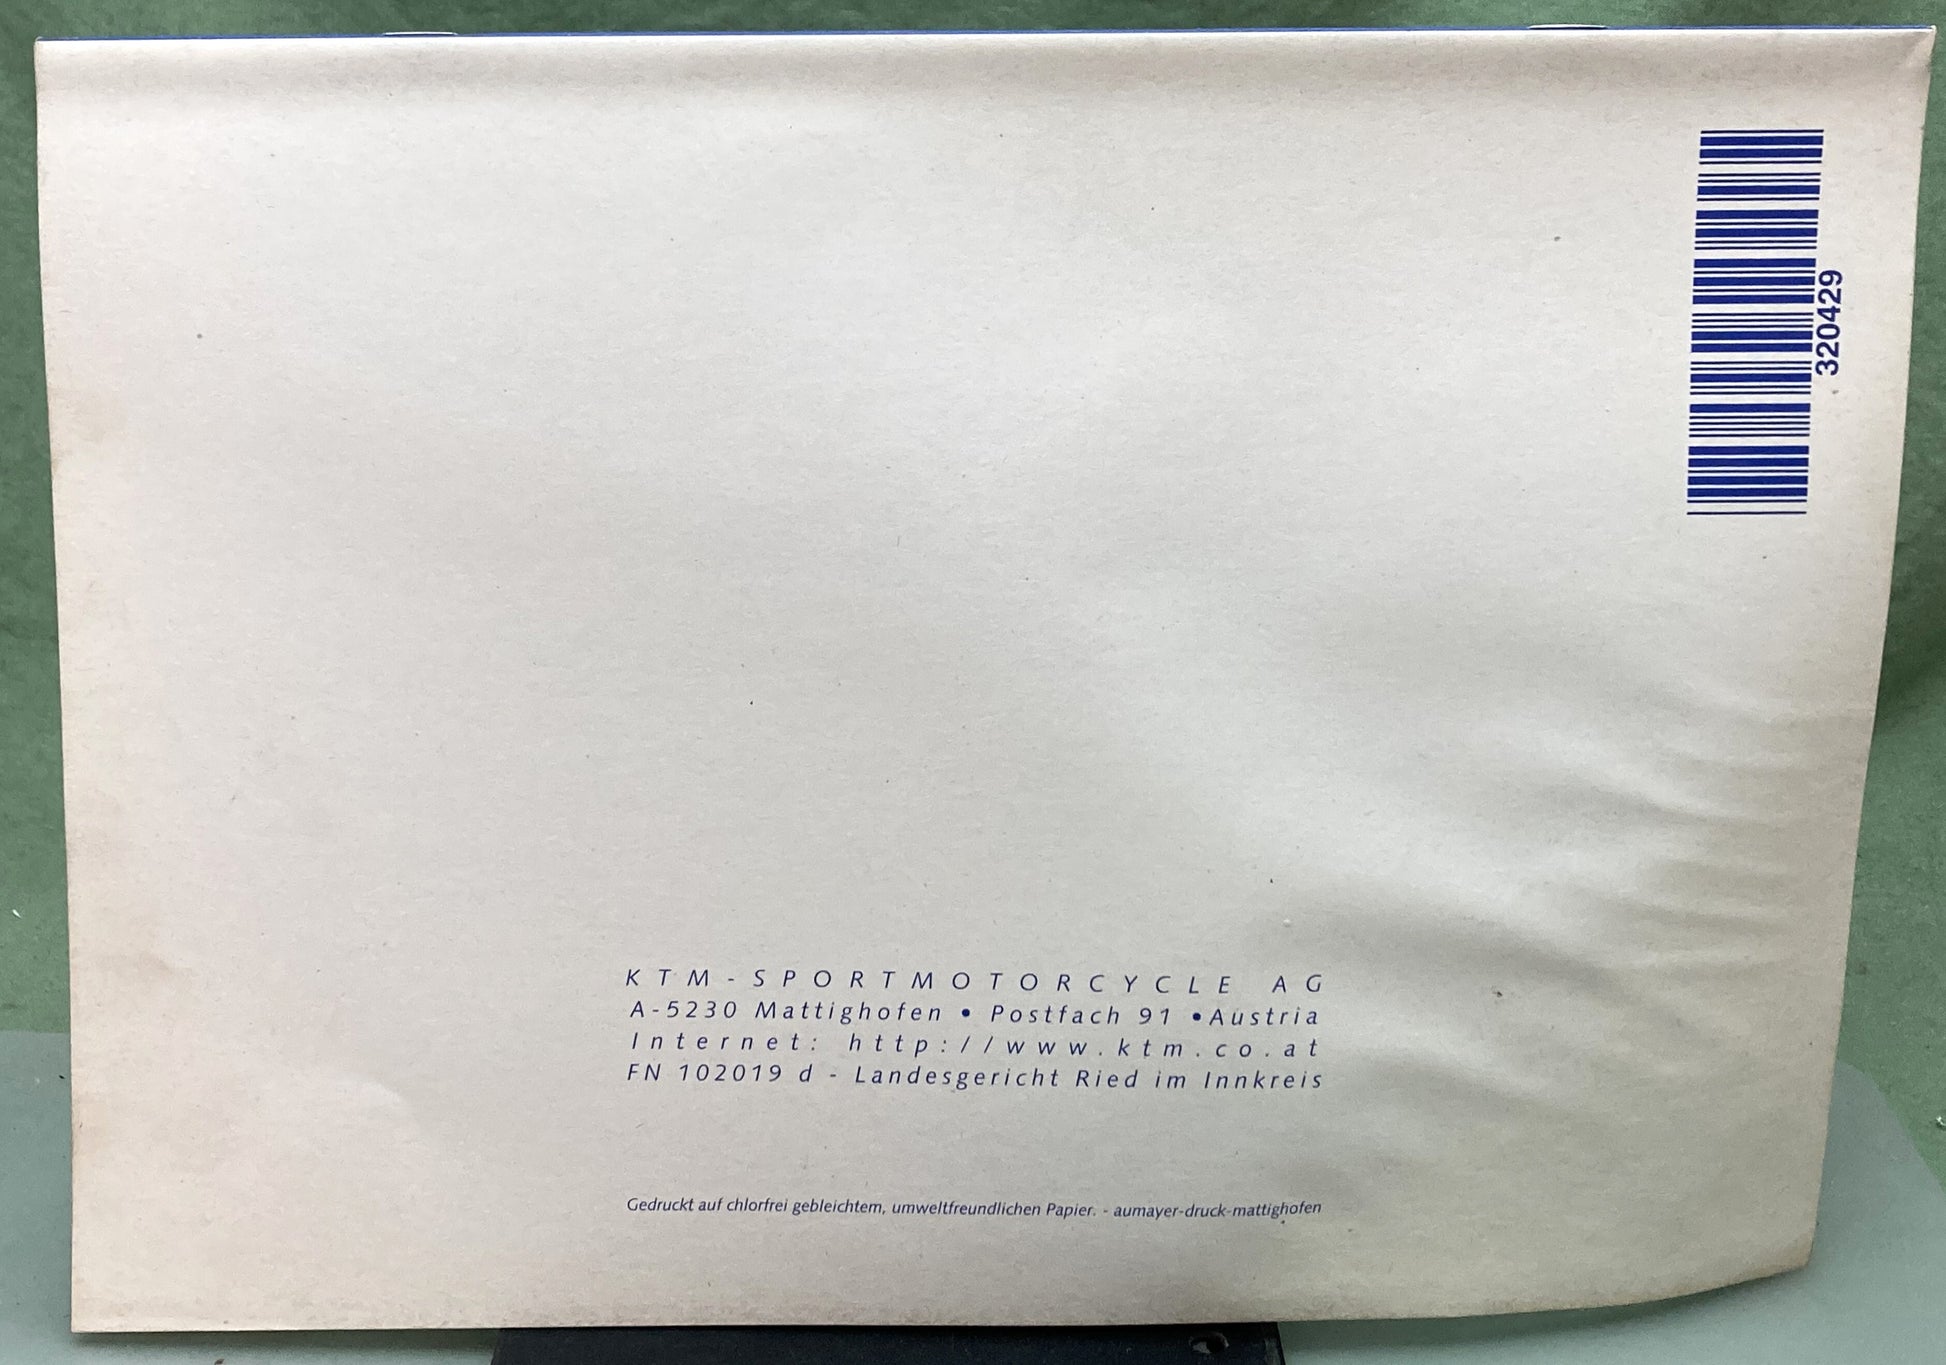 320429
KTM-SPORTMOTORCYCLE AG
A-5230 Mattighofen • Postfach 91 •Austria
Internet: http://www.ktm.co.at
FN 102019 d - Landesgericht Ried im Innkreis
Gedruckt auf chlorfrei gebleichtem, umweltfreundlichen Papier. - aumayer-druck-mattighofen